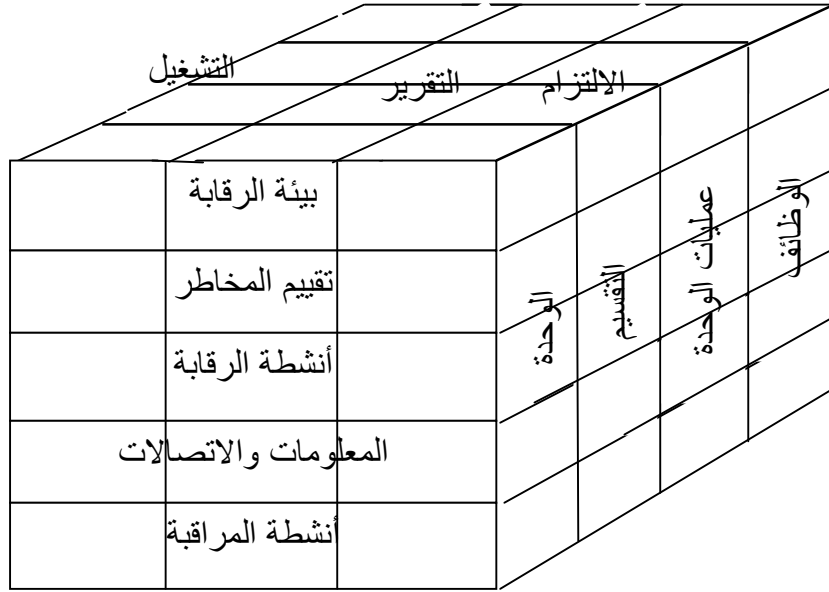 التشغيل
التقرير
الالتزام
بيئة الرقابة
تقييم المخاطر
أنشطة الرقابة
المعلومات والاتصالات
أنشطة المراقبة
الوحدة
التقسيم
عمليات الوحدة
الوظائف